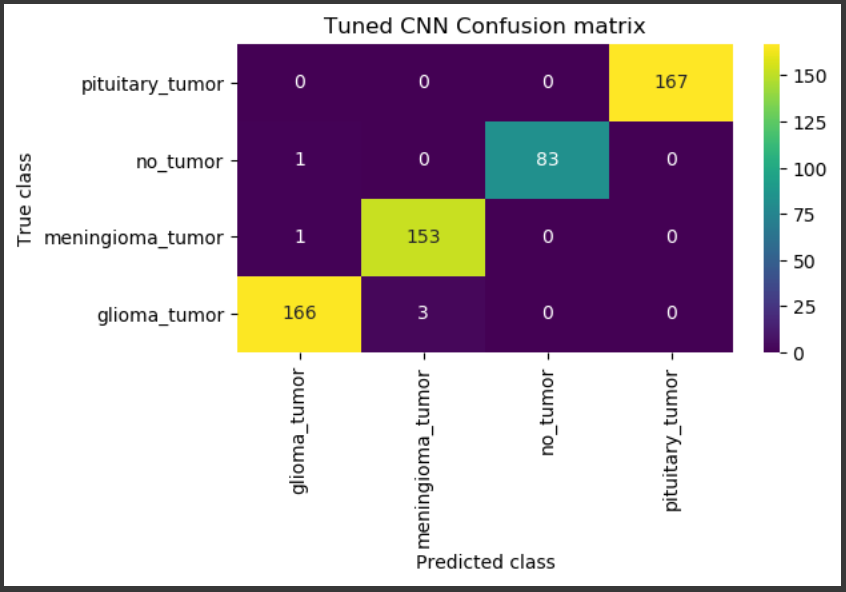 Tuned CNN Confusion matrix
True class
pituitary_tumor 0 0 0 167
no_tumor 1 0 83 0
meningioma_tumor 1 153 0 0
glioma_tumor 166 3 0 0
glioma_tumor
meningioma_tumor
no_tumor
pituitary_tumor
Predicted class
150
125
100
75
50
25
0